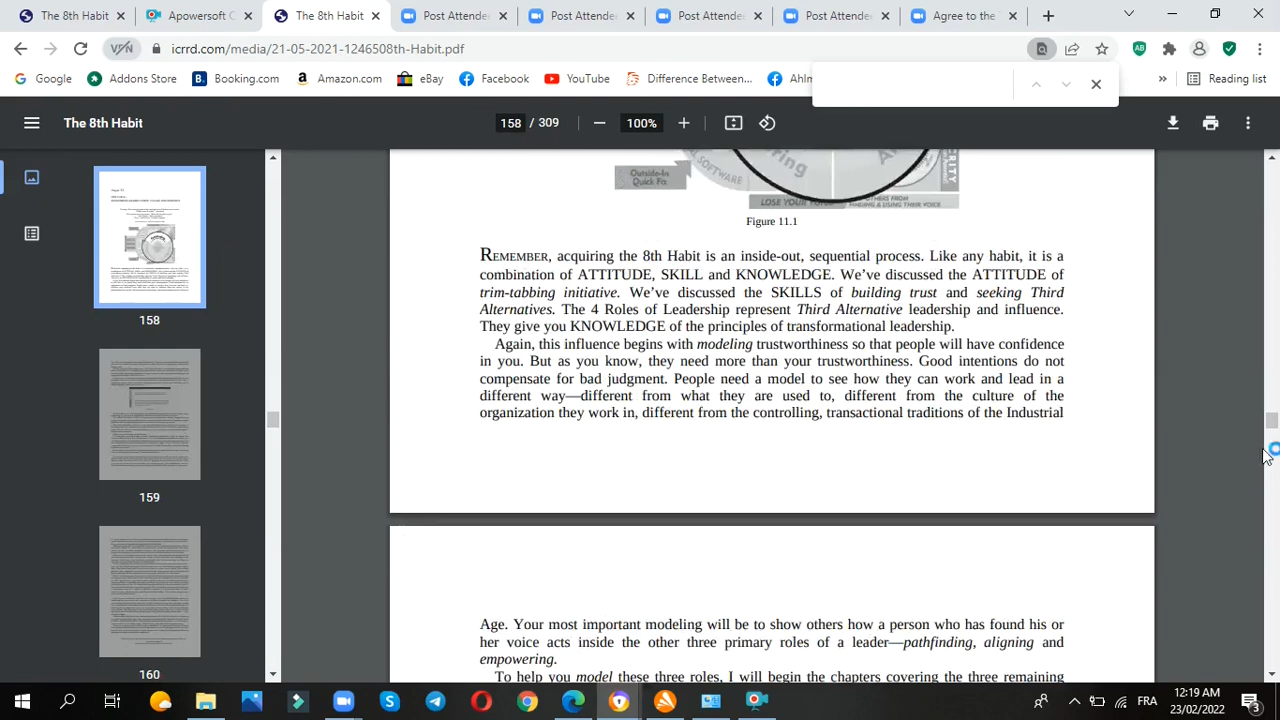 The 8th Habit
Apowersoft C
The 8th Habit
Post Attende
Post Attende
Post Attende
Post Attende
Agree to the
VPN
icrrd.com/media/21-05-2021-1246508th-Habit.pdf
Google
Addons Store
Booking.com
Amazon.com
eBay
Facebook
YouTube
Difference Between...
Ahlm
Reading list
The 8th Habit
158 / 309
100%
Outside-In
Quick Fix
SOFTWARE
LOSE YOUR
FINDING & USING THEIR VOICE
Figure 11.1
REMEMBER, acquiring the 8th Habit is an inside-out, sequential process. Like any habit, it is a
combination of ATTITUDE, SKILL and KNOWLEDGE. We've discussed the ATTITUDE of
trim-tabbing initiative. We've discussed the SKILLS of building trust and seeking Third
Alternatives. The 4 Roles of Leadership represent Third Alternative leadership and influence.
They give you KNOWLEDGE of the principles of transformational leadership.
Again, this influence begins with modeling trustworthiness so that people will have confidence
in you. But as you know, they need more than your trustworthiness. Good intentions do not
compensate for bad judgment. People need a model to see how they can work and lead in a
different way—different from what they are used to, different from the culture of the
organization they work in, different from the controlling, transactional traditions of the Industrial
Age. Your most important modeling will be to show others how a person who has found his or
her voice acts inside the other three primary roles of a leader—pathfinding, aligning and
empowering.
To help you model these three roles, I will begin the chapters covering the three remaining
158
159
160
FRA
12:19 AM
23/02/2022
3